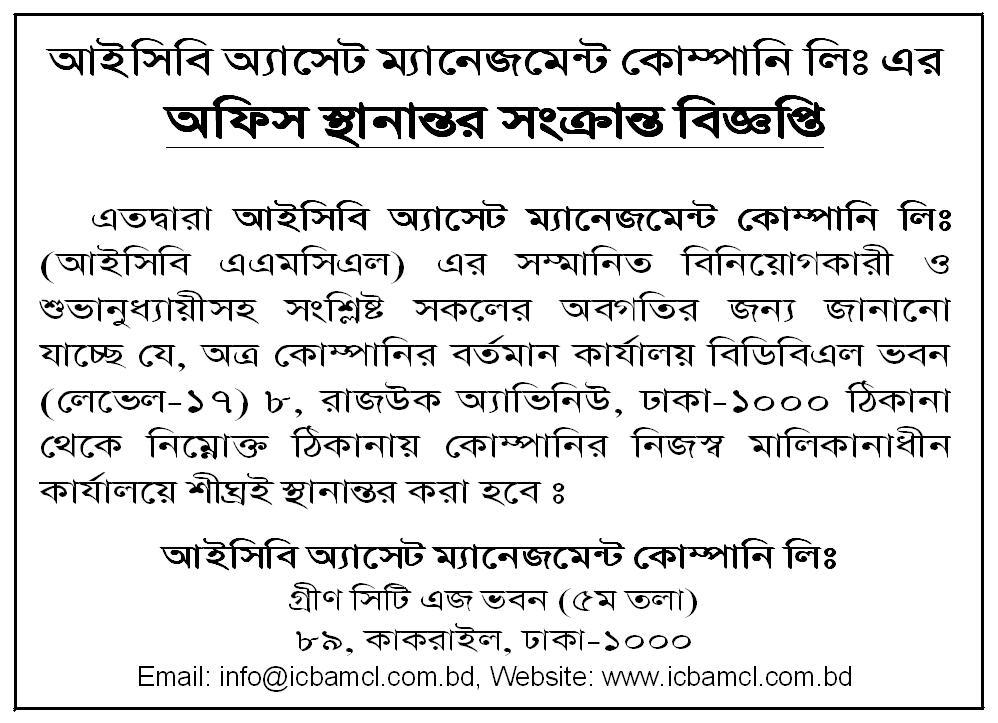 আইসিবি অ্যাসেট ম্যানেজমেন্ট কোম্পানি লিঃ এর
অফিস স্থানান্তর সংক্রান্ত বিজ্ঞপ্তি
এতদ্বারা আইসিবি অ্যাসেট ম্যানেজমেন্ট কোম্পানি লিঃ
(আইসিবি এএমসিএল) এর সম্মানিত বিনিয়োগকারী ও
শুভানুধ্যায়ীসহ সংশ্লিষ্ট সকলের অবগতির জন্য জানানো
যাচ্ছে যে, অত্র কোম্পানির বর্তমান কার্যালয় বিডিবিএল ভবন
(লেভেল-১৭) ৮, রাজউক অ্যাভিনিউ, ঢাকা-১০০০ ঠিকানা
থেকে নিম্নোক্ত ঠিকানায় কোম্পানির নিজস্ব মালিকানাধীন
কার্যালয়ে শীঘ্রই স্থানান্তর করা হবে ঃ
আইসিবি অ্যাসেট ম্যানেজমেন্ট কোম্পানি লিঃ
গ্রীণ সিটি এজ ভবন (৫ম তলা)
৮৯, কাকরাইল, ঢাকা-১০০০
Email: info@icbamcl.com.bd, Website: www.icbamcl.com.bd